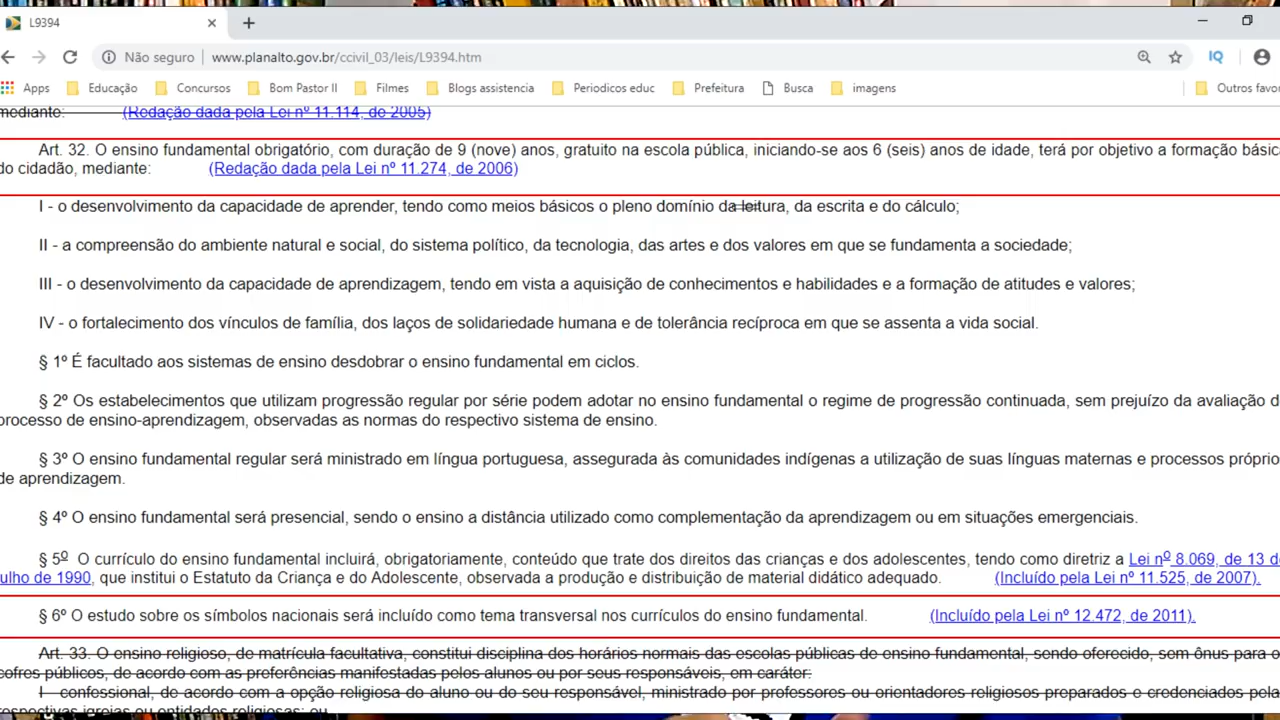 L9394
Não seguro www.planalto.gov.br/ccivil_03/leis/L9394.htm IQ
Apps Educação Concursos Bom Pastor II Filmes Blogs assistencia Periodicos educ Prefeitura Busca imagens Outros favor
mediante: (Redação dada pela Lei nº 11.114, de 2005)
Art. 32. O ensino fundamental obrigatório, com duração de 9 (nove) anos, gratuito na escola pública, iniciando-se aos 6 (seis) anos de idade, terá por objetivo a formação básic
do cidadão, mediante: (Redação dada pela Lei nº 11.274, de 2006)
I - o desenvolvimento da capacidade de aprender, tendo como meios básicos o pleno domínio da leitura, da escrita e do cálculo;
II - a compreensão do ambiente natural e social, do sistema político, da tecnologia, das artes e dos valores em que se fundamenta a sociedade;
III - o desenvolvimento da capacidade de aprendizagem, tendo em vista a aquisição de conhecimentos e habilidades e a formação de atitudes e valores;
IV - o fortalecimento dos vínculos de família, dos laços de solidariedade humana e de tolerância recíproca em que se assenta a vida social.
§ 1º É facultado aos sistemas de ensino desdobrar o ensino fundamental em ciclos.
§ 2º Os estabelecimentos que utilizam progressão regular por série podem adotar no ensino fundamental o regime de progressão continuada, sem prejuízo da avaliação d
processo de ensino-aprendizagem, observadas as normas do respectivo sistema de ensino.
§ 3º O ensino fundamental regular será ministrado em língua portuguesa, assegurada às comunidades indígenas a utilização de suas línguas maternas e processos próprio
de aprendizagem.
§ 4º O ensino fundamental será presencial, sendo o ensino a distância utilizado como complementação da aprendizagem ou em situações emergenciais.
§ 5º O currículo do ensino fundamental incluirá, obrigatoriamente, conteúdo que trate dos direitos das crianças e dos adolescentes, tendo como diretriz a Lei nº 8.069, de 13 d
ulho de 1990, que institui o Estatuto da Criança e do Adolescente, observada a produção e distribuição de material didático adequado. (Incluído pela Lei nº 11.525, de 2007).
§ 6º O estudo sobre os símbolos nacionais será incluído como tema transversal nos currículos do ensino fundamental. (Incluído pela Lei nº 12.472, de 2011).
Art. 33. O ensino religioso, de matrícula facultativa, constitui disciplina dos horários normais das escolas públicas de ensino fundamental, sendo oferecido, sem ônus para o
cofres públicos, de acordo com as preferências manifestadas pelos alunos ou por seus responsáveis, em caráter:
I - confessional, de acordo com a opção religiosa do aluno ou do seu responsável, ministrado por professores ou orientadores religiosos preparados e credenciados pela
respectivas igrejas ou entidades religiosas; ou